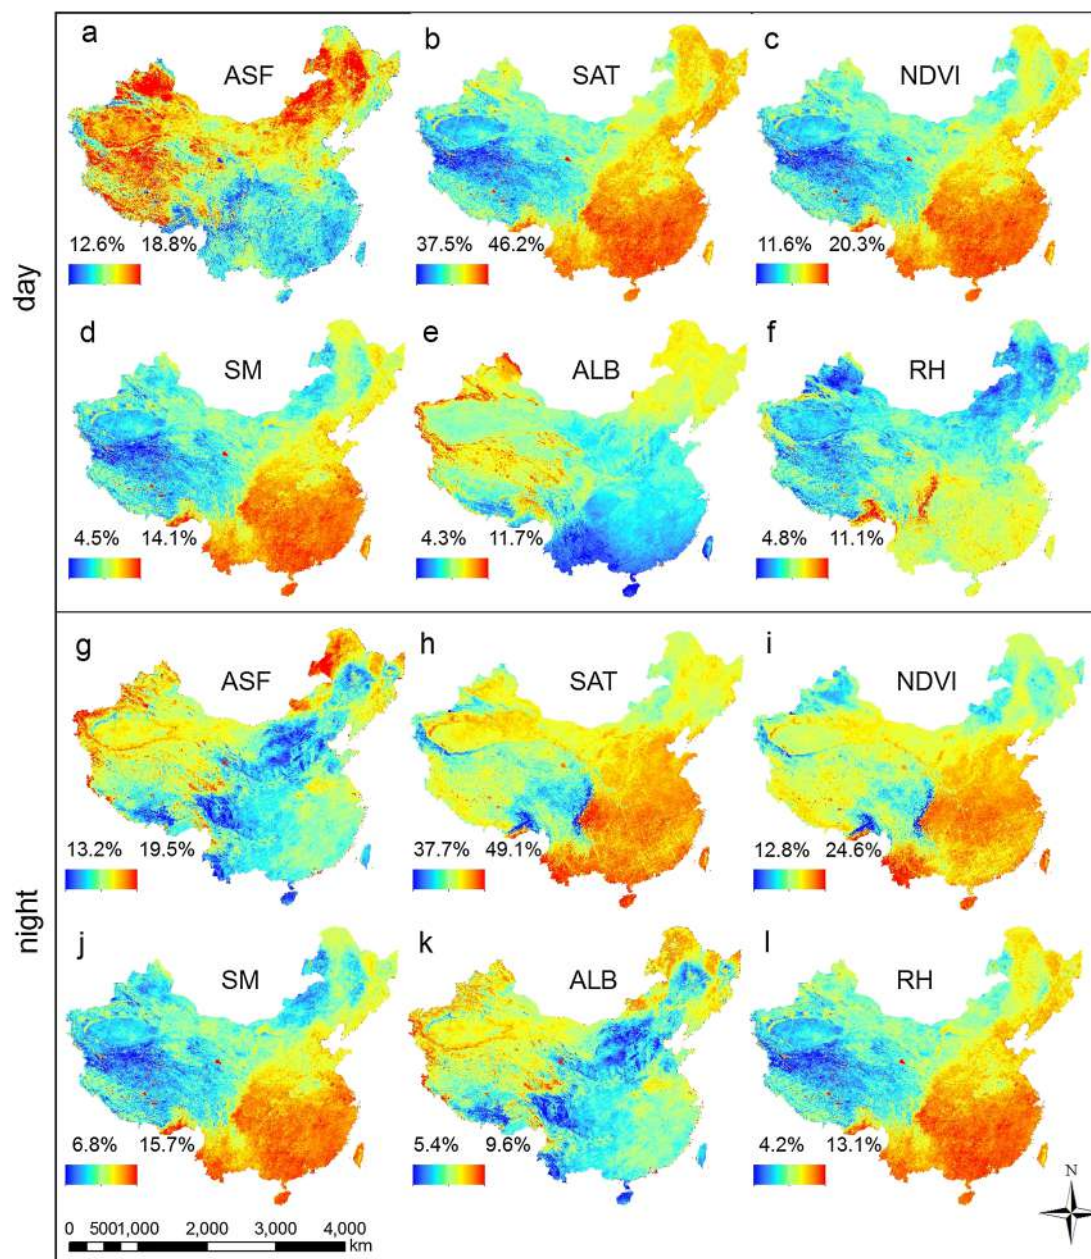 day
a
ASF
12.6% 18.8%
b
SAT
37.5% 46.2%
c
NDVI
11.6% 20.3%
d
SM
4.5% 14.1%
e
ALB
4.3% 11.7%
f
RH
4.8% 11.1%
night
g
ASF
13.2% 19.5%
h
SAT
37.7% 49.1%
i
NDVI
12.8% 24.6%
j
SM
6.8% 15.7%
k
ALB
5.4% 9.6%
l
RH
4.2% 13.1%
N
0 5001,000 2,000 3,000 4,000
km